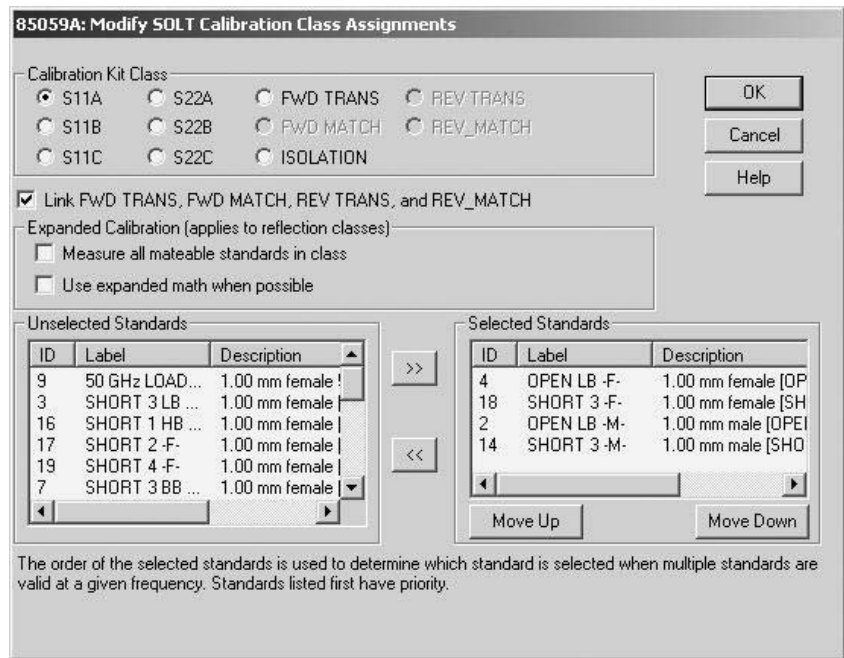 85059A: Modify SOLT Calibration Class Assignments
Calibration Kit Class
S11A S22A FWD TRANS REV TRANS
S11B S22B FWD MATCH REV_MATCH
S11C S22C ISOLATION
OK
Cancel
Help
Link FWD TRANS, FWD MATCH, REV TRANS, and REV_MATCH
Expanded Calibration (applies to reflection classes)
Measure all mateable standards in class
Use expanded math when possible
Unselected Standards
ID Label Description
9 50 GHz LOAD... 1.00 mm female
3 SHORT 3 LB ... 1.00 mm female [
16 SHORT 1 HB ... 1.00 mm female [
17 SHORT 2 -F- 1.00 mm female [
19 SHORT 4 -F- 1.00 mm female [
7 SHORT 3 BB ... 1.00 mm female [
>>
<<
Selected Standards
ID Label Description
4 OPEN LB -F- 1.00 mm female [OP
18 SHORT 3 -F- 1.00 mm female [SH
2 OPEN LB -M- 1.00 mm male [OPEI
14 SHORT 3 -M- 1.00 mm male [SHO
Move Up
Move Down
The order of the selected standards is used to determine which standard is selected when multiple standards are
valid at a given frequency. Standards listed first have priority.